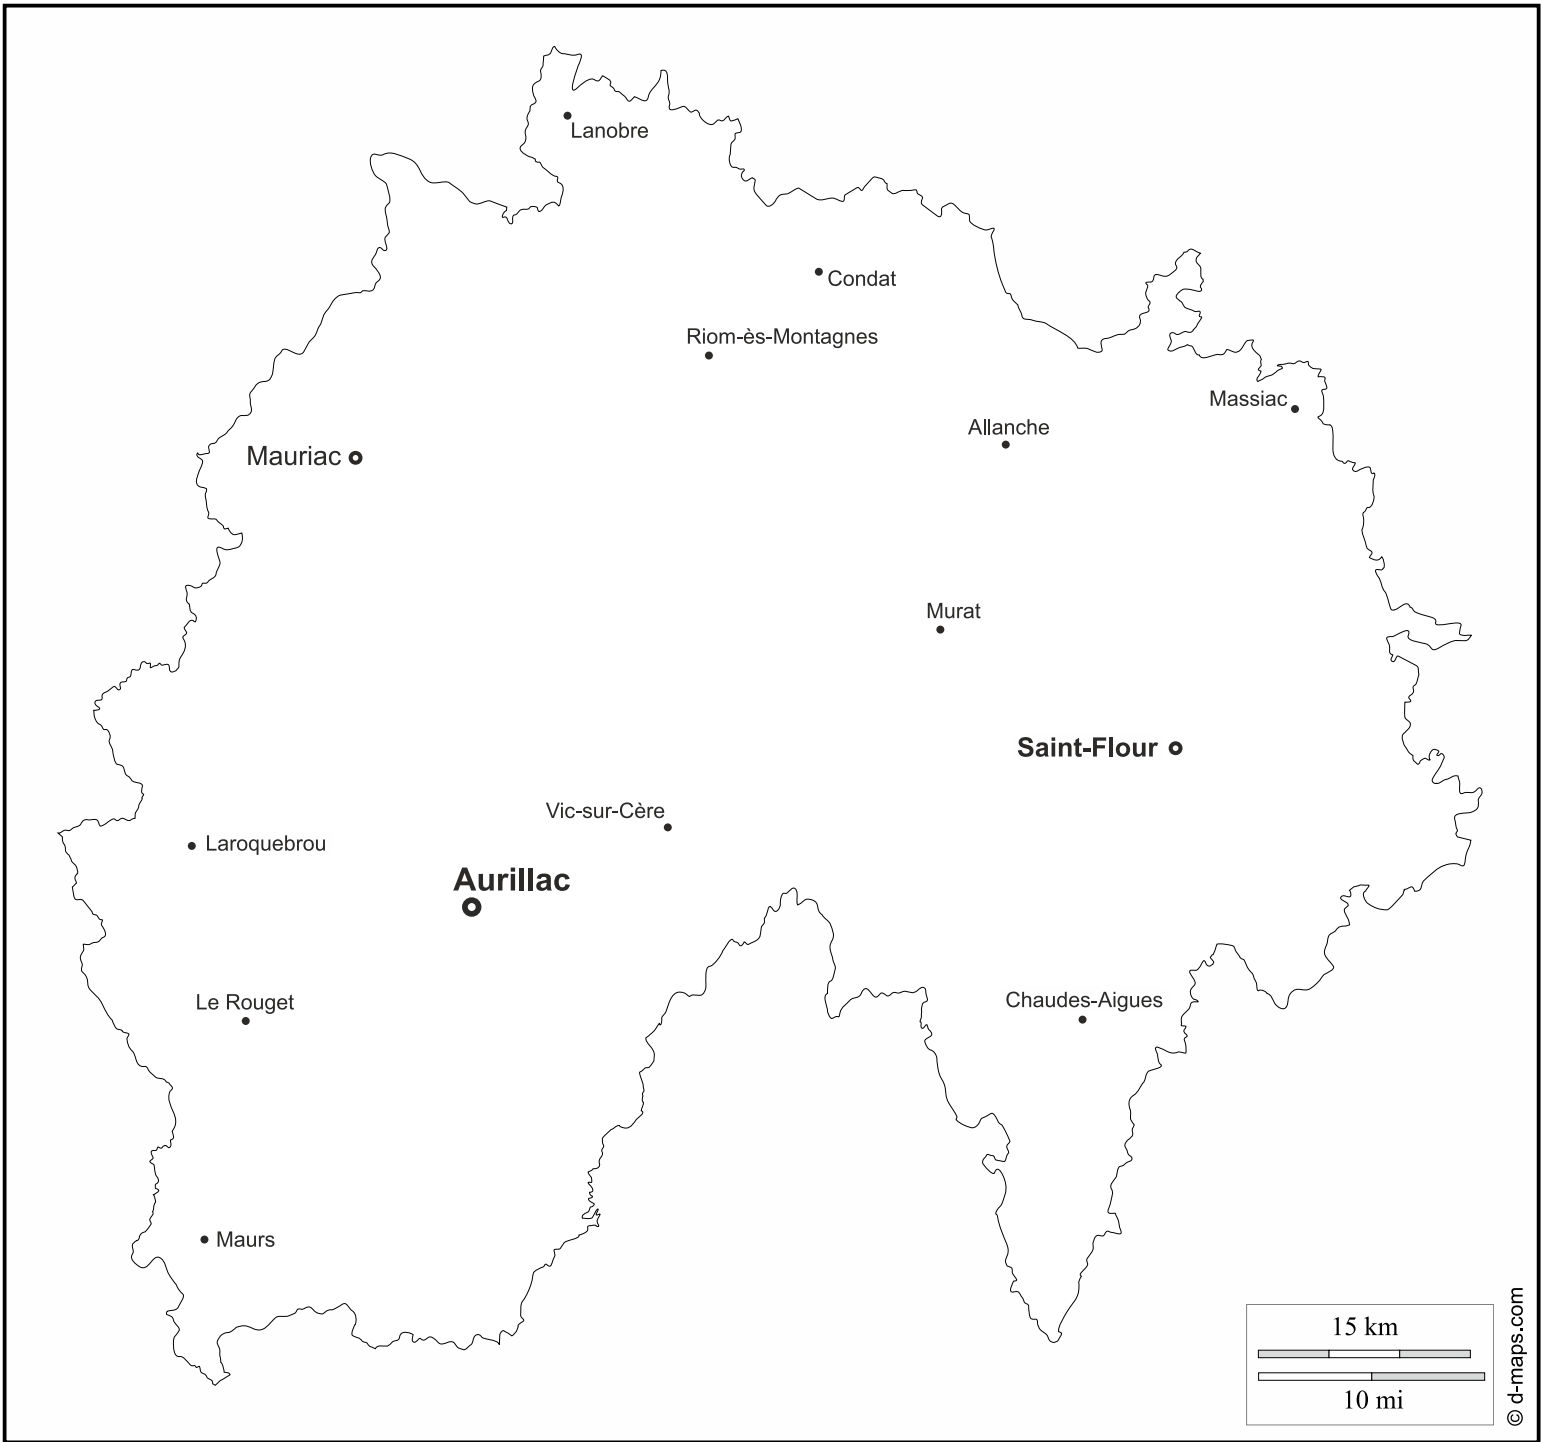 Lanobre
Condat
Riom-ès-Montagnes
Massiac
Allanche
Mauriac
Murat
Saint-Flour
Vic-sur-Cère
Laroquebrou
Aurillac
Chaudes-Aigues
Le Rouget
Maurs
15 km
10 mi
© d-maps.com